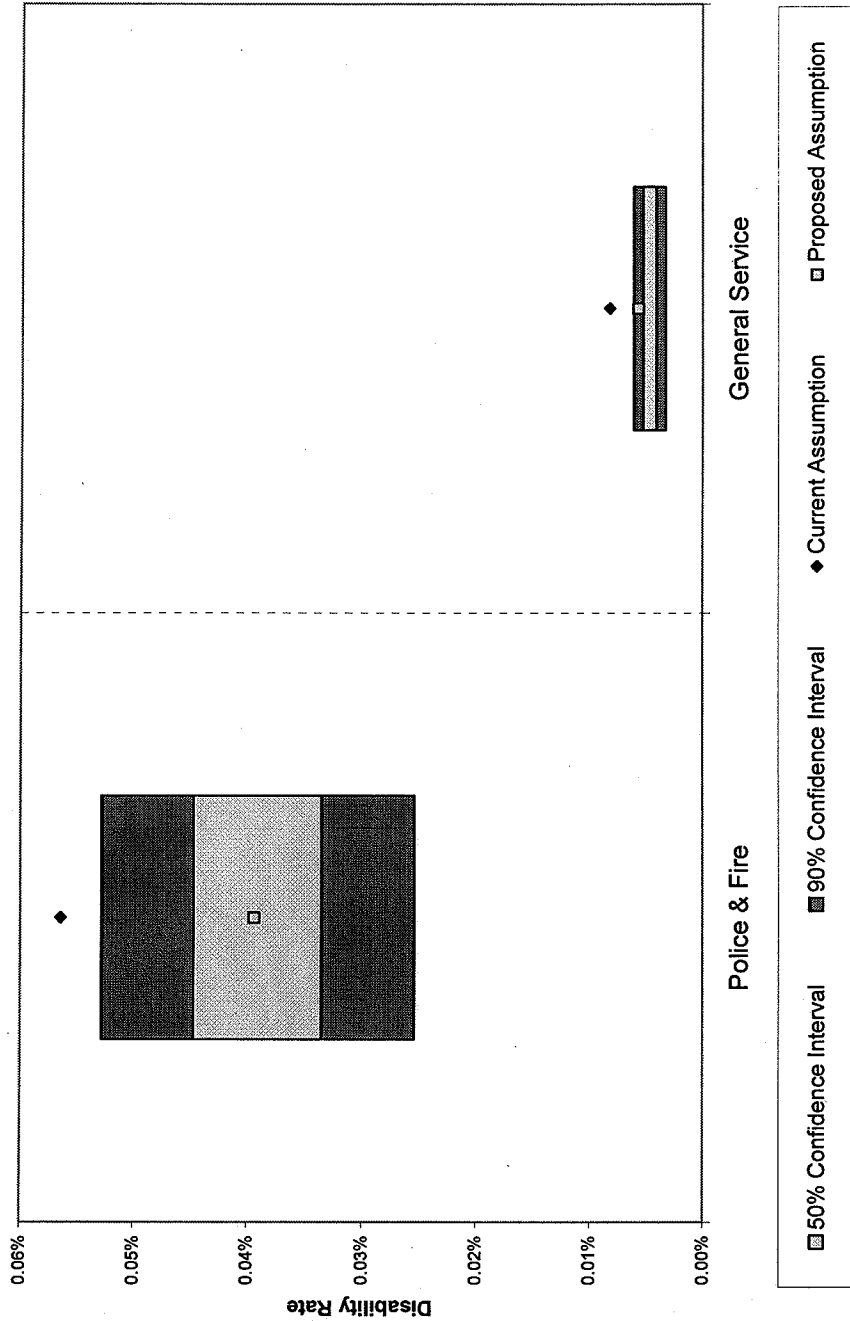 Disability Rate
0.06%
0.05%
0.04%
0.03%
0.02%
0.01%
0.00%
Police & Fire
General Service
50% Confidence Interval
90% Confidence Interval
Current Assumption
Proposed Assumption